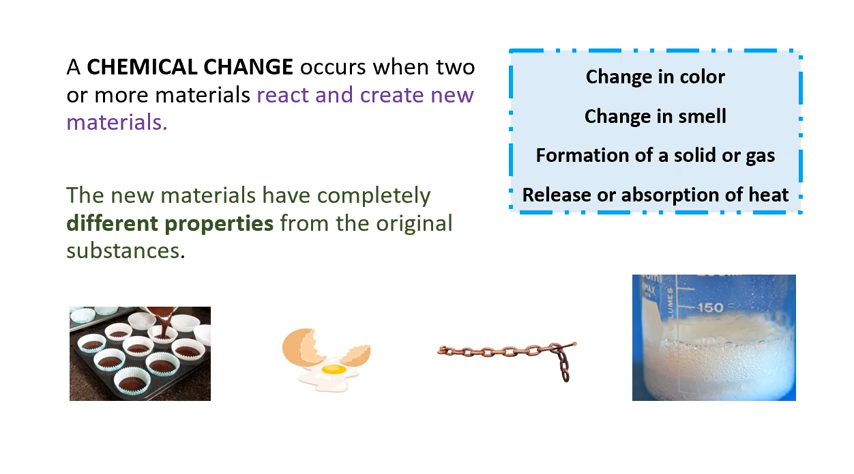 A CHEMICAL CHANGE occurs when two
or more materials react and create new
materials.
The new materials have completely
different properties from the original
substances.
Change in color
Change in smell
Formation of a solid or gas
Release or absorption of heat
150